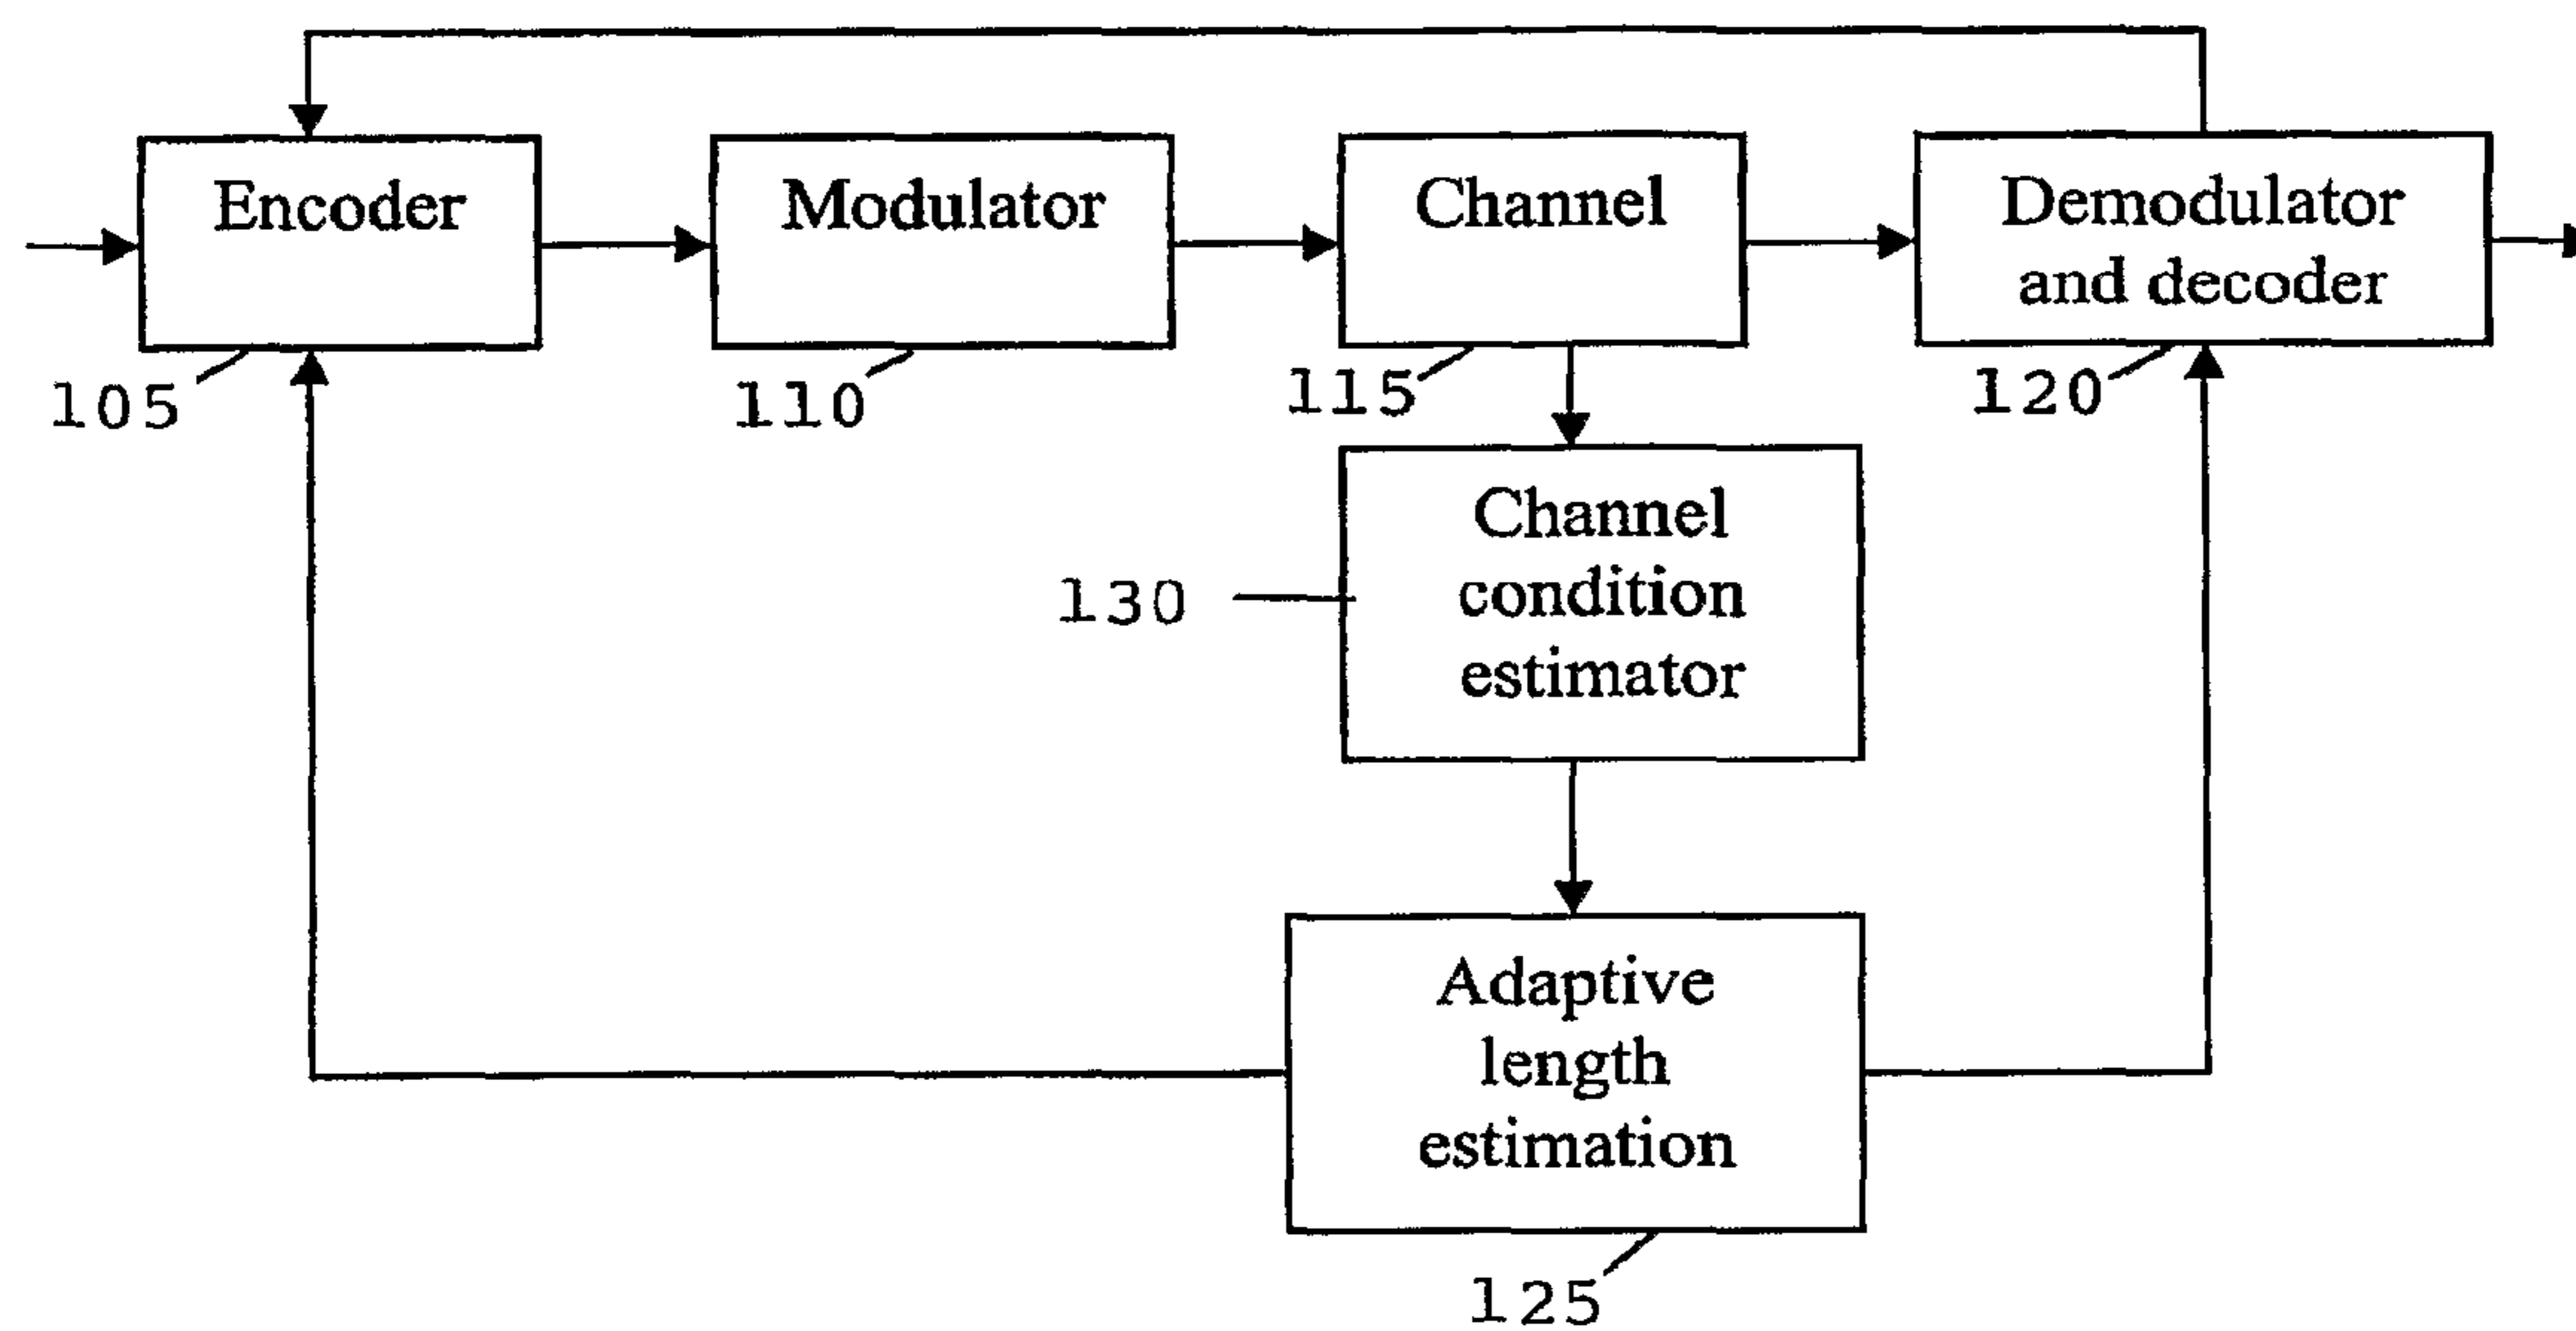 Encoder
Modulator
Channel
Demodulator
and decoder
105
110
115
120
Channel
condition
estimator
130
Adaptive
length
estimation
125